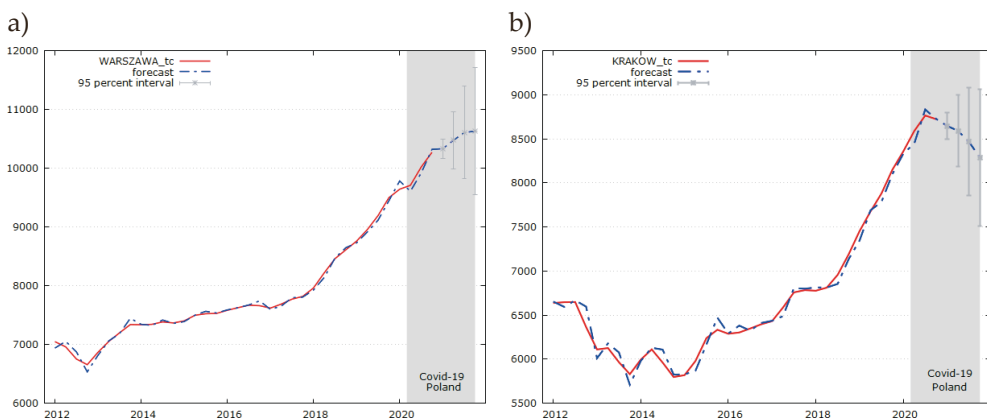 a)
12000
11000
10000
9000
8000
7000
6000
2012 2014 2016 2018 2020
WARSZAWA_tc
forecast
95 percent interval
Covid-19
Poland
b)
9500
9000
8500
8000
7500
7000
6500
6000
5500
2012 2014 2016 2018 2020
KRAKOW_tc
forecast
95 percent interval
Covid-19
Poland